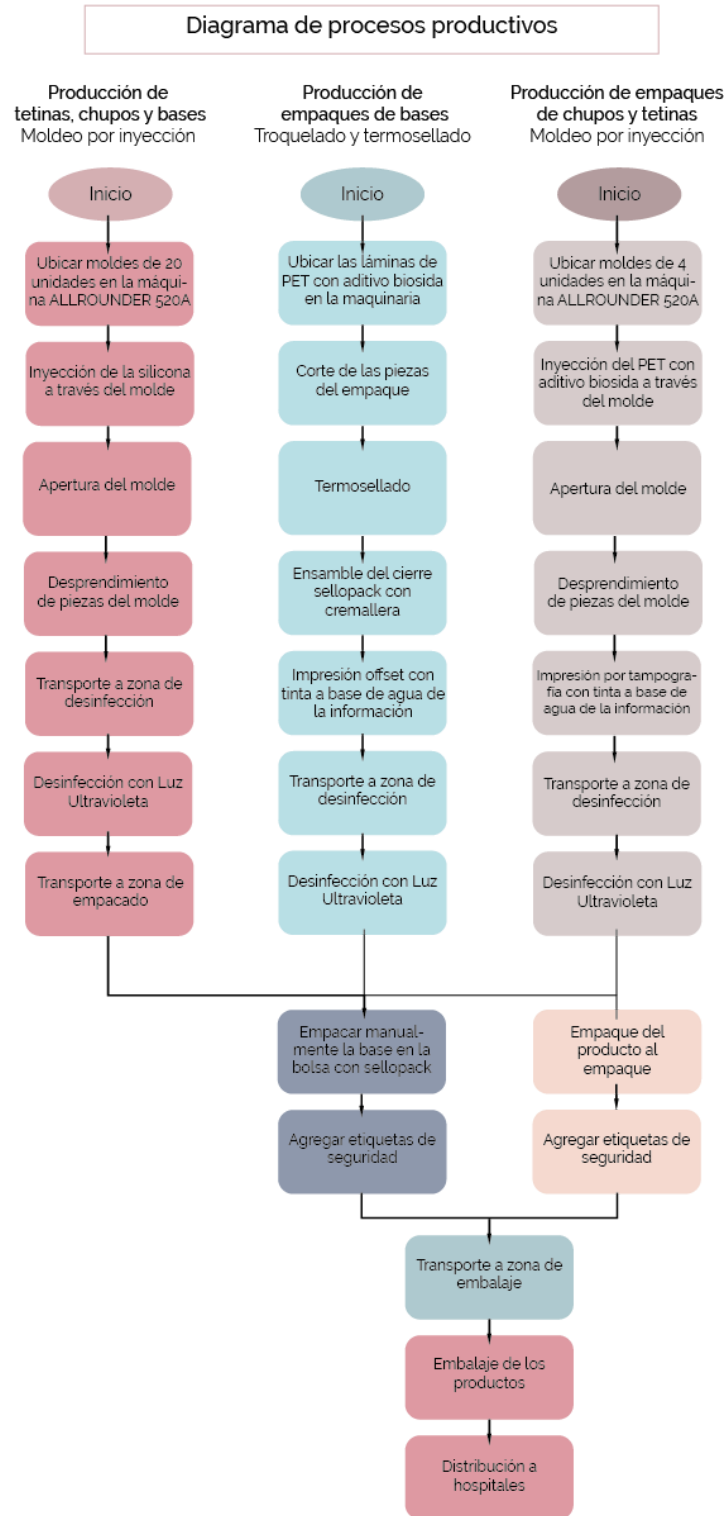 Diagrama de procesos productivos
Producción de
tetinas, chupos y bases
Moldeo por inyección
Inicio
Ubicar moldes de 20
unidades en la máqui-
na ALLROUNDER 520A
Inyección de la silicona
a través del molde
Apertura del molde
Desprendimiento
de piezas del molde
Transporte a zona de
desinfección
Desinfección con Luz
Ultravioleta
Transporte a zona de
empacado
Producción de
empaques de bases
Troquelado y termosellado
Inicio
Ubicar las láminas de
PET con aditivo biosida
en la maquinaria
Corte de las piezas
del empaque
Termosellado
Ensamble del cierre
sellopack con
cremallera
Impresión offset con
tinta a base de agua de
la información
Transporte a zona de
desinfección
Desinfección con Luz
Ultravioleta
Producción de empaques
de chupos y tetinas
Moldeo por inyección
Inicio
Ubicar moldes de 4
unidades en la máqui-
na ALLROUNDER 520A
Inyección del PET con
aditivo biosida a través
del molde
Apertura del molde
Desprendimiento
de piezas del molde
Impresión por tampogra-
fía con tinta a base de
agua de la información
Transporte a zona de
desinfección
Desinfección con Luz
Ultravioleta
Empacar manual-
mente la base en la
bolsa con sellopack
Agregar etiquetas de
seguridad
Empaque del
producto al
empaque
Agregar etiquetas de
seguridad
Transporte a zona de
embalaje
Embalaje de los
productos
Distribución a
hospitales